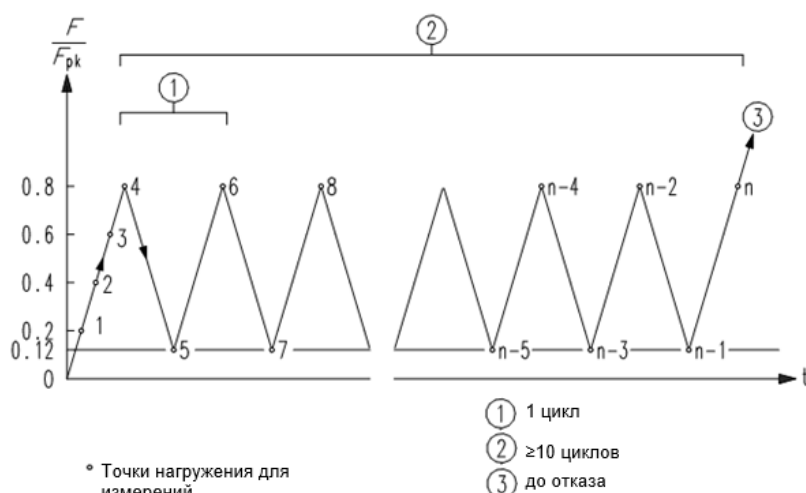 F
Fpk
2
1
3
0.8
4
6
8
n-4
n-2
n
0.6
3
0.4
2
0.2
1
0.12
5
7
n-5
n-3
n-1
0
t
1 1 цикл
2 ≥10 циклов
3 до отказа
° Точки нагружения для
измерений